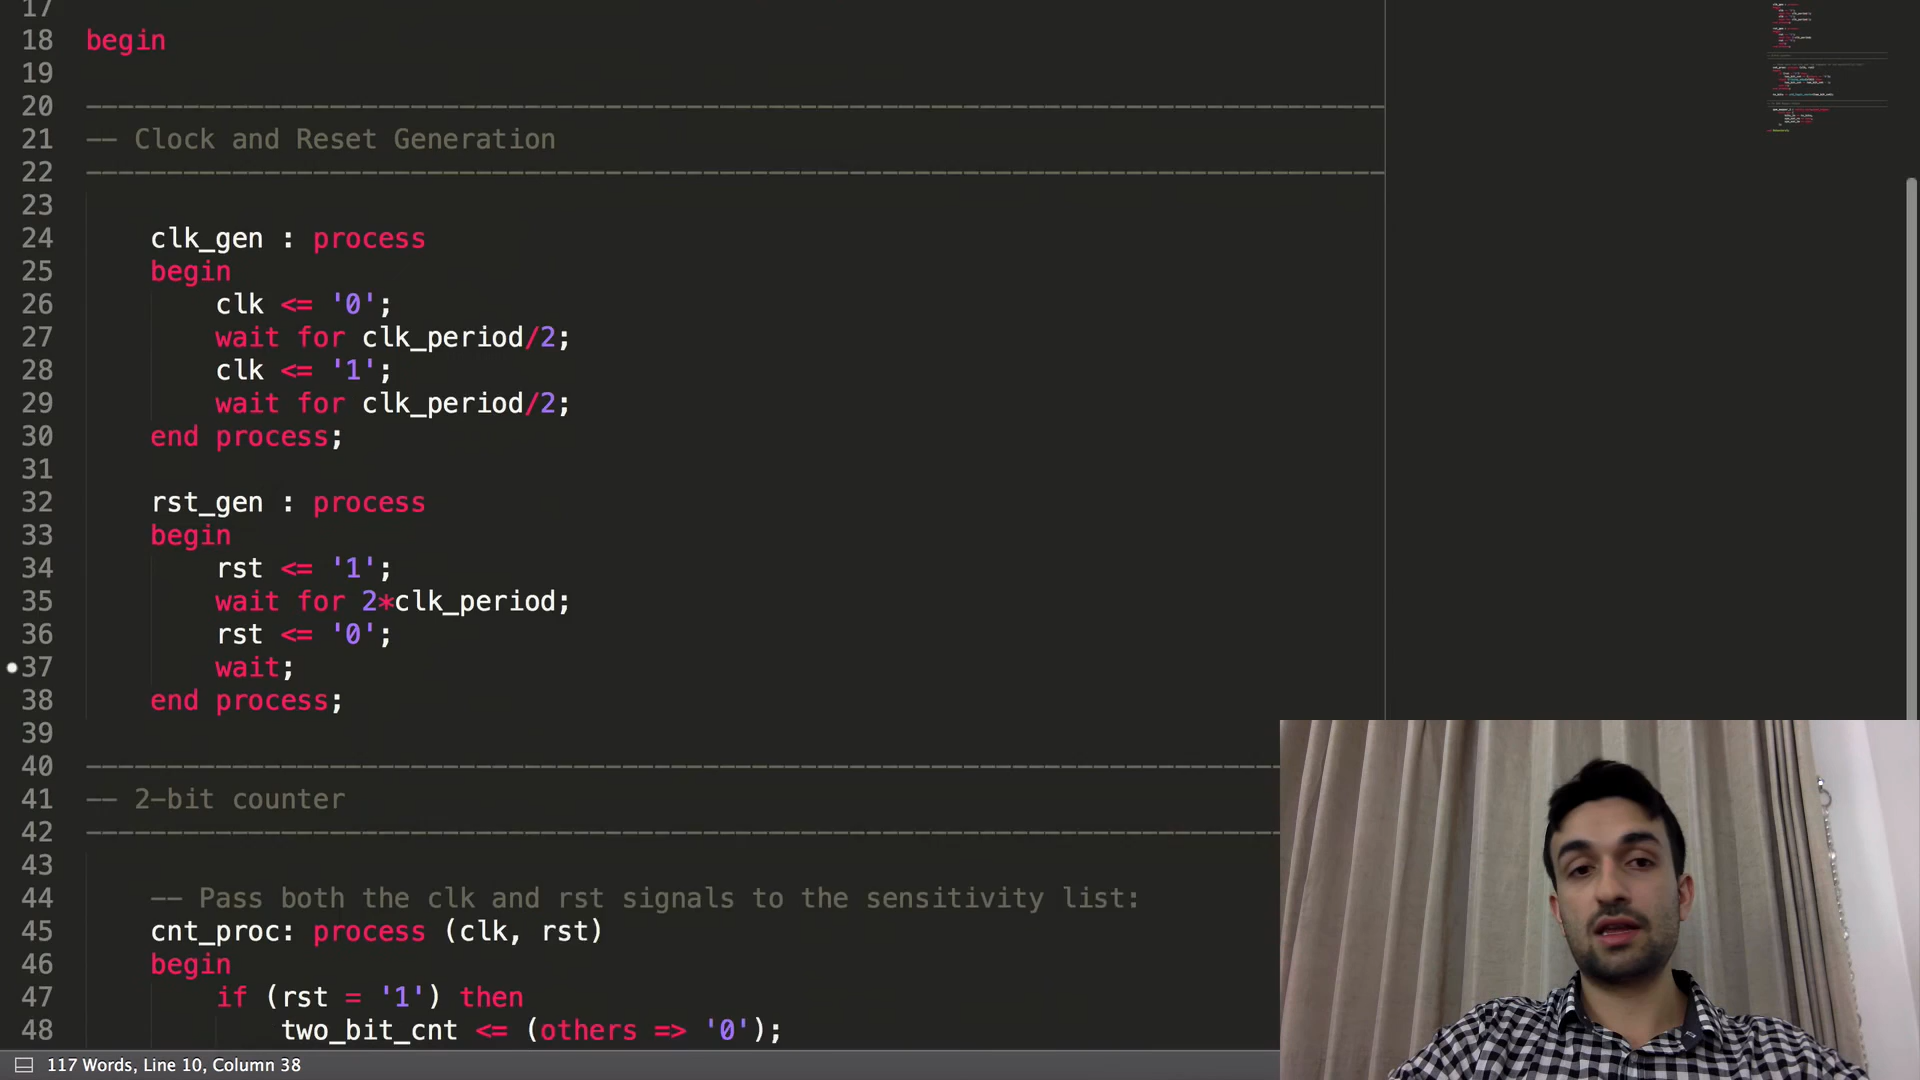 17
18 begin
19
20 --------------------------------------------------------------------------------
21 -- Clock and Reset Generation
22 --------------------------------------------------------------------------------
23
24 clk_gen : process
25 begin
26 clk <= '0';
27 wait for clk_period/2;
28 clk <= '1';
29 wait for clk_period/2;
30 end process;
31
32 rst_gen : process
33 begin
34 rst <= '1';
35 wait for 2*clk_period;
36 rst <= '0';
37 wait;
38 end process;
39
40 --------------------------------------------------------------------------
41 -- 2-bit counter
42 --------------------------------------------------------------------------
43
44 -- Pass both the clk and rst signals to the sensitivity list:
45 cnt_proc: process (clk, rst)
46 begin
47 if (rst = '1') then
48 two_bit_cnt <= (others => '0');
117 Words, Line 10, Column 38